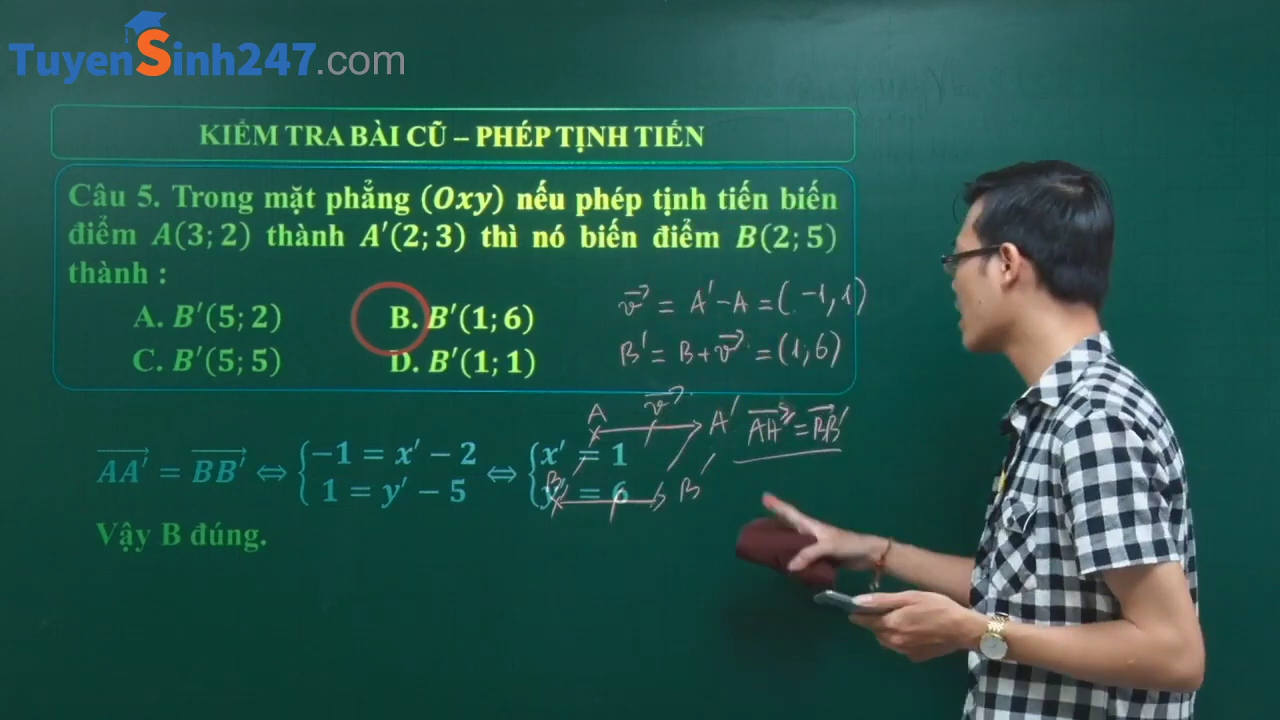 TuyenSinh247.com
KIỂM TRA BÀI CŨ – PHÉP TỊNH TIẾN
Câu 5. Trong mặt phẳng (Oxy) nếu phép tịnh tiến biến
điểm A(3; 2) thành A′(2; 3) thì nó biến điểm B(2; 5)
thành :
A. B′(5; 2) B. B′(1; 6)
C. B′(5; 5) D. B′(1; 1)
v⃗ = A' - A = (-1, 1)
B' = B + v⃗ = (1; 6)
A v⃗ A' AA'⃗ = BB'⃗
AA′⃗ = BB′⃗ ⇔ { −1 = x′ − 2 ⇔ { x′ = 1
1 = y′ − 5 y′ = 6
B B'
Vậy B đúng.